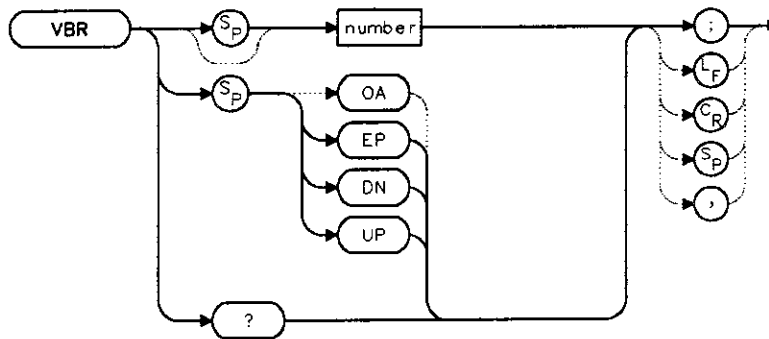 VBR SP number ;
SP OA LF
EP CR
DN SP
UP ,
?